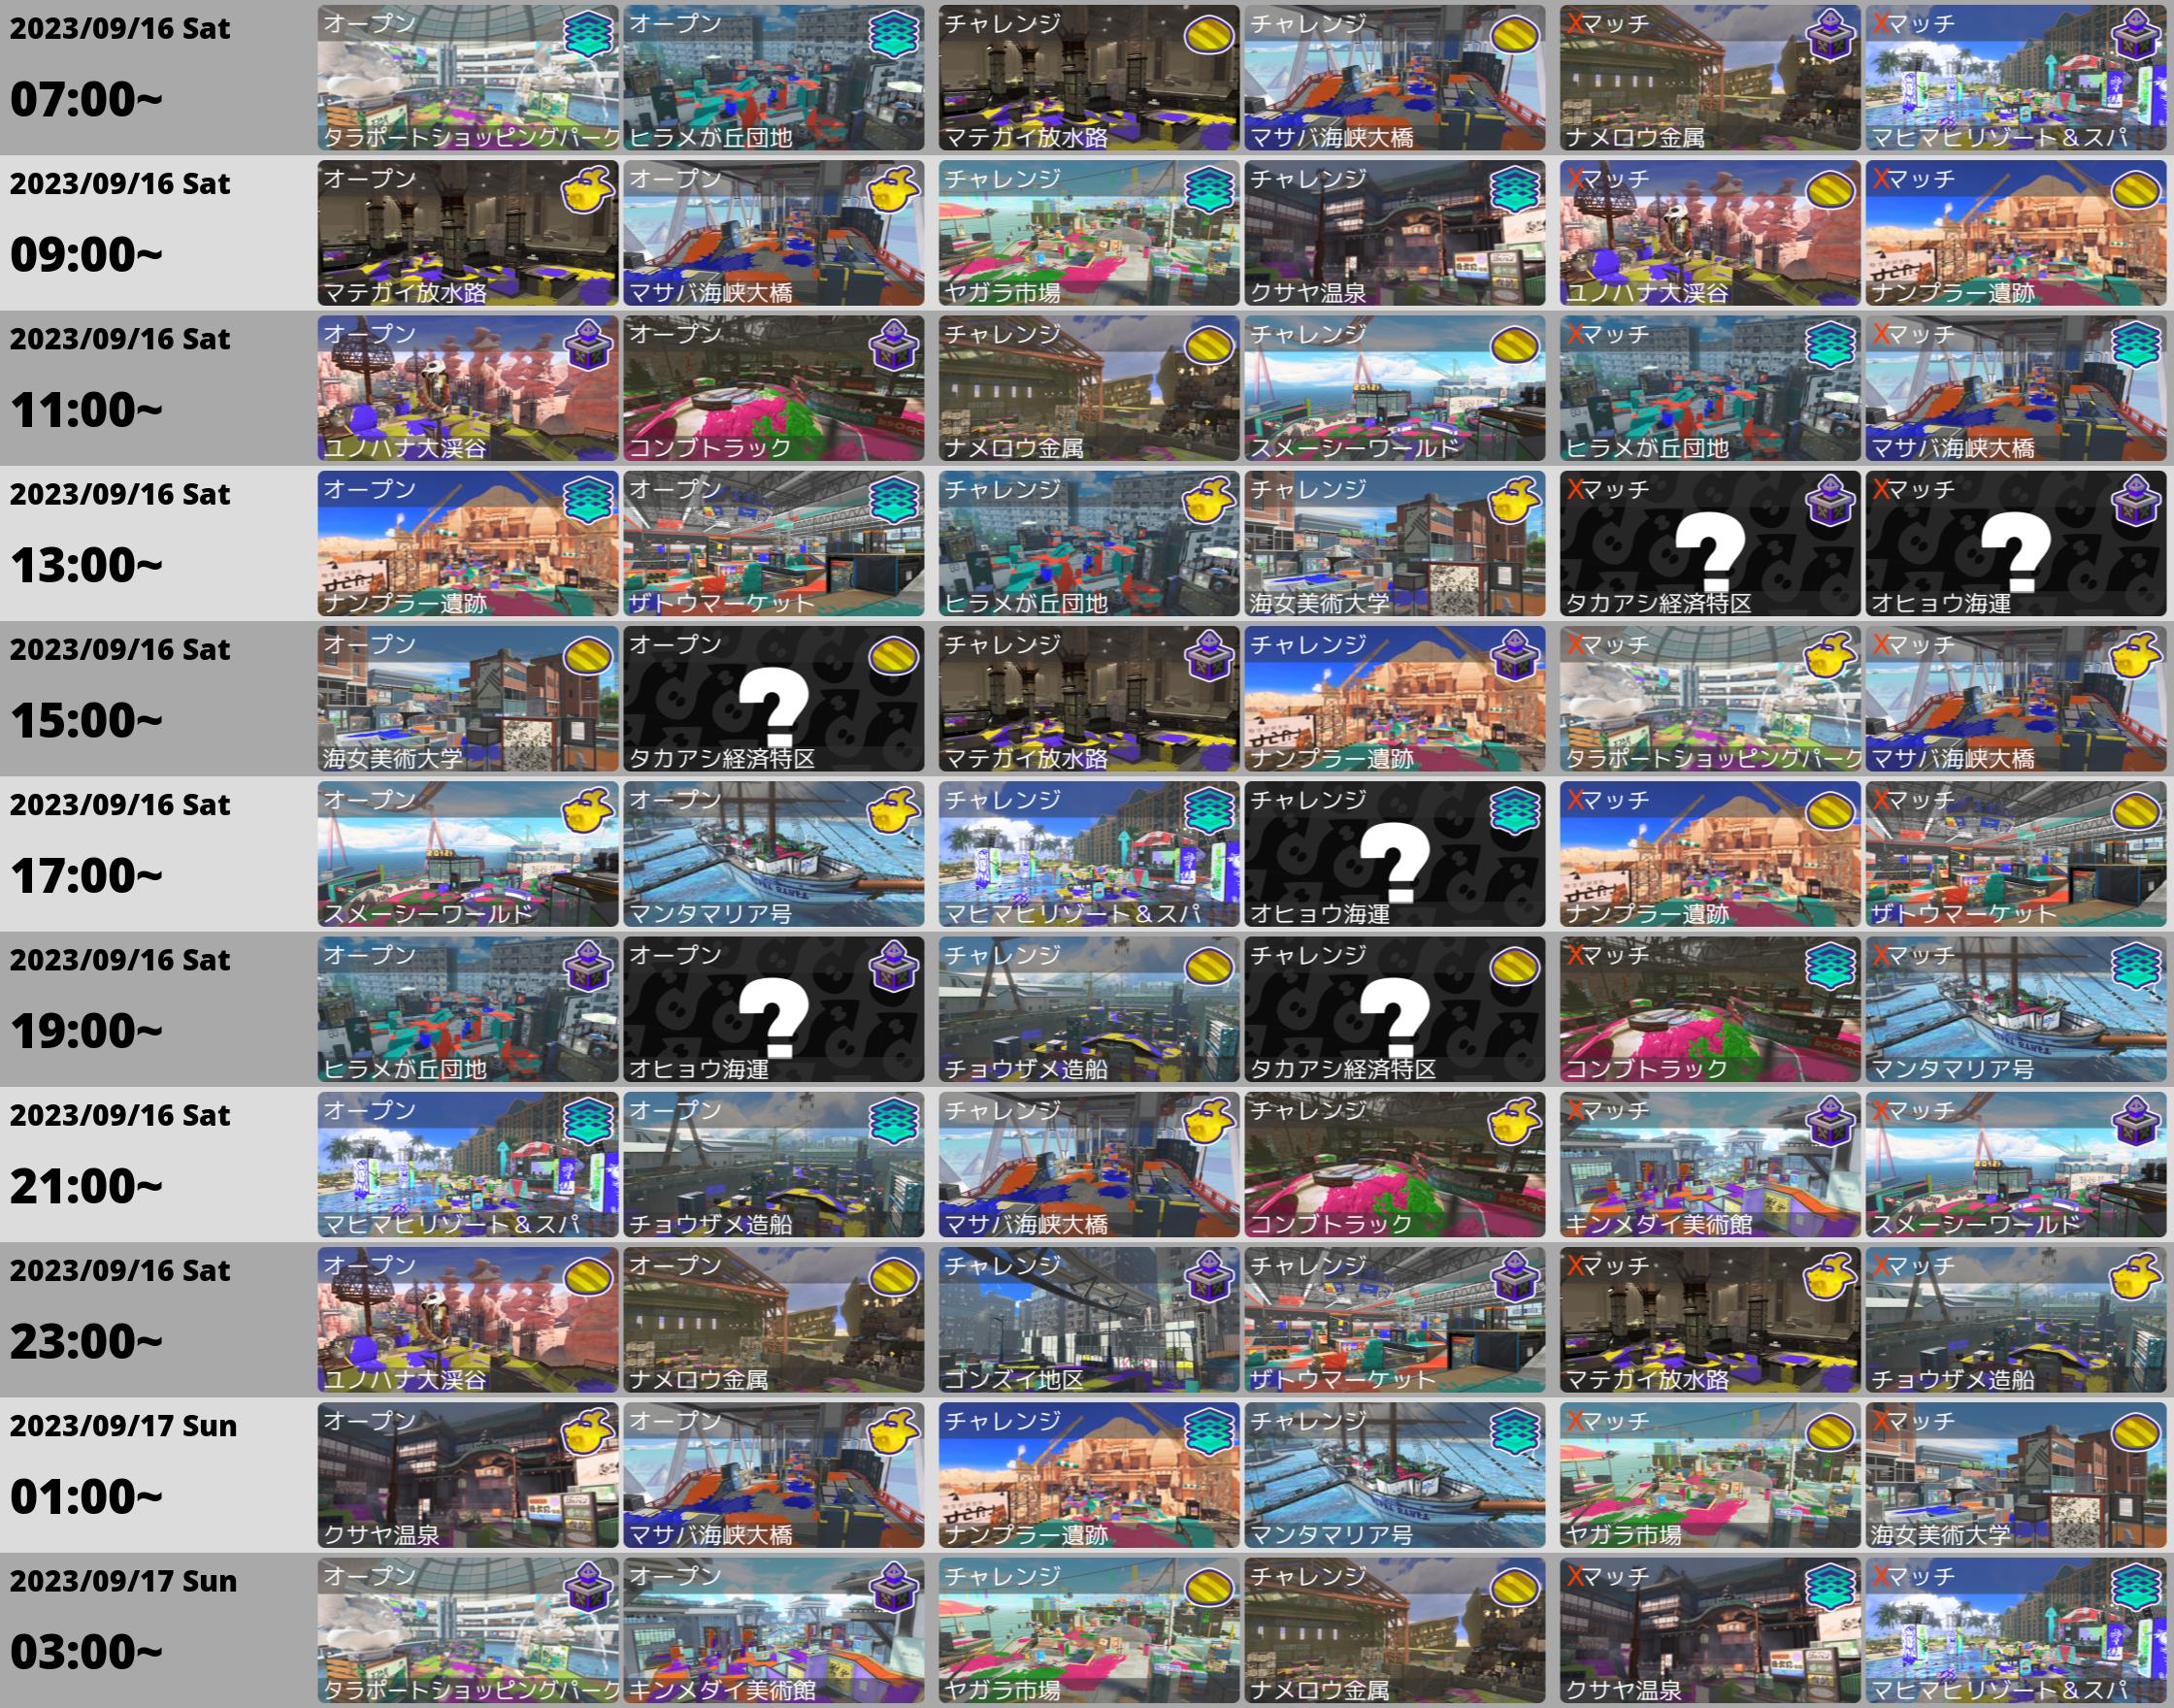 2023/09/16 Sat
07:00~
オープン
タラポートショッピングパーク
オープン
ヒラメが丘団地
チャレンジ
マテガイ放水路
チャレンジ
マサバ海峡大橋
Xマッチ
ナメロウ金属
Xマッチ
マヒマヒリゾート&スパ
2023/09/16 Sat
09:00~
オープン
マテガイ放水路
オープン
マサバ海峡大橋
チャレンジ
ヤガラ市場
チャレンジ
クサヤ温泉
Xマッチ
ユノハナ大渓谷
Xマッチ
ナンプラー遺跡
2023/09/16 Sat
11:00~
オープン
ユノハナ大渓谷
オープン
コンブトラック
チャレンジ
ナメロウ金属
チャレンジ
スメーシーワールド
Xマッチ
ヒラメが丘団地
Xマッチ
マサバ海峡大橋
2023/09/16 Sat
13:00~
オープン
ナンプラー遺跡
オープン
ザトウマーケット
チャレンジ
ヒラメが丘団地
チャレンジ
海女美術大学
Xマッチ
?
タカアシ経済特区
Xマッチ
?
オヒョウ海運
2023/09/16 Sat
15:00~
オープン
海女美術大学
オープン
?
タカアシ経済特区
チャレンジ
マテガイ放水路
チャレンジ
ナンプラー遺跡
Xマッチ
タラポートショッピングパーク
Xマッチ
マサバ海峡大橋
2023/09/16 Sat
17:00~
オープン
スメーシーワールド
オープン
マンタマリア号
チャレンジ
マヒマヒリゾート&スパ
チャレンジ
?
オヒョウ海運
Xマッチ
ナンプラー遺跡
Xマッチ
ザトウマーケット
2023/09/16 Sat
19:00~
オープン
ヒラメが丘団地
オープン
?
オヒョウ海運
チャレンジ
チョウザメ造船
チャレンジ
?
タカアシ経済特区
Xマッチ
コンブトラック
Xマッチ
マンタマリア号
2023/09/16 Sat
21:00~
オープン
マヒマヒリゾート&スパ
オープン
チョウザメ造船
チャレンジ
マサバ海峡大橋
チャレンジ
コンブトラック
Xマッチ
キンメダイ美術館
Xマッチ
スメーシーワールド
2023/09/16 Sat
23:00~
オープン
ユノハナ大渓谷
オープン
ナメロウ金属
チャレンジ
ゴンズイ地区
チャレンジ
ザトウマーケット
Xマッチ
マテガイ放水路
Xマッチ
チョウザメ造船
2023/09/17 Sun
01:00~
オープン
クサヤ温泉
オープン
マサバ海峡大橋
チャレンジ
ナンプラー遺跡
チャレンジ
マンタマリア号
Xマッチ
ヤガラ市場
Xマッチ
海女美術大学
2023/09/17 Sun
03:00~
オープン
タラポートショッピングパーク
オープン
キンメダイ美術館
チャレンジ
ヤガラ市場
チャレンジ
ナメロウ金属
Xマッチ
クサヤ温泉
Xマッチ
マヒマヒリゾート&スパ